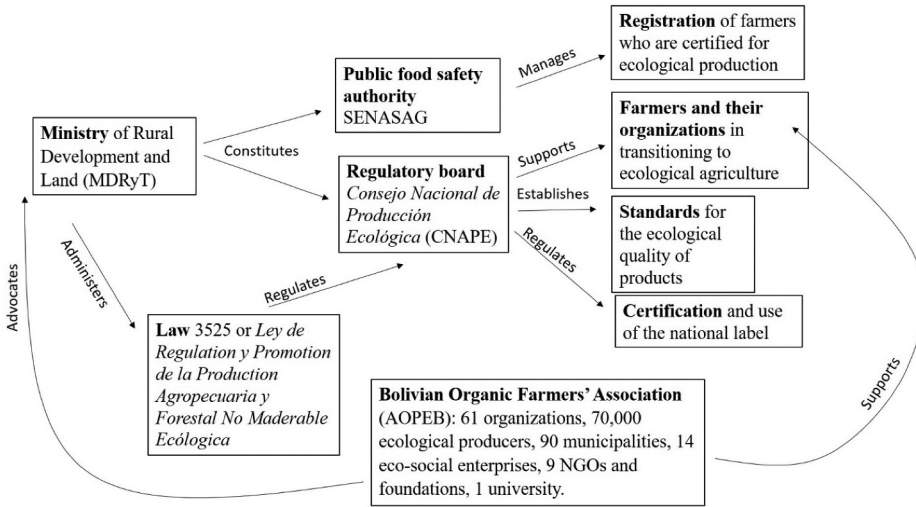 Registration of farmers
who are certified for
ecological production
Manages
Public food safety
authority
SENASAG
Farmers and their
organizations in
transitioning to
ecological agriculture
Ministry of Rural
Development and
Land (MDRyT)
Constitutes
Supports
Regulatory board
Consejo Nacional de
Producción
Ecológica (CNAPE)
Establishes
Standards for
the ecological
quality of
products
Regulates
Certification and use
of the national label
Advocates
Administers
Regulates
Law 3525 or Ley de
Regulation y Promotion
de la Production
Agropecuaria y
Forestal No Maderable
Ecólogica
Supports
Bolivian Organic Farmers’ Association
(AOPEB): 61 organizations, 70,000
ecological producers, 90 municipalities, 14
eco-social enterprises, 9 NGOs and
foundations, 1 university.